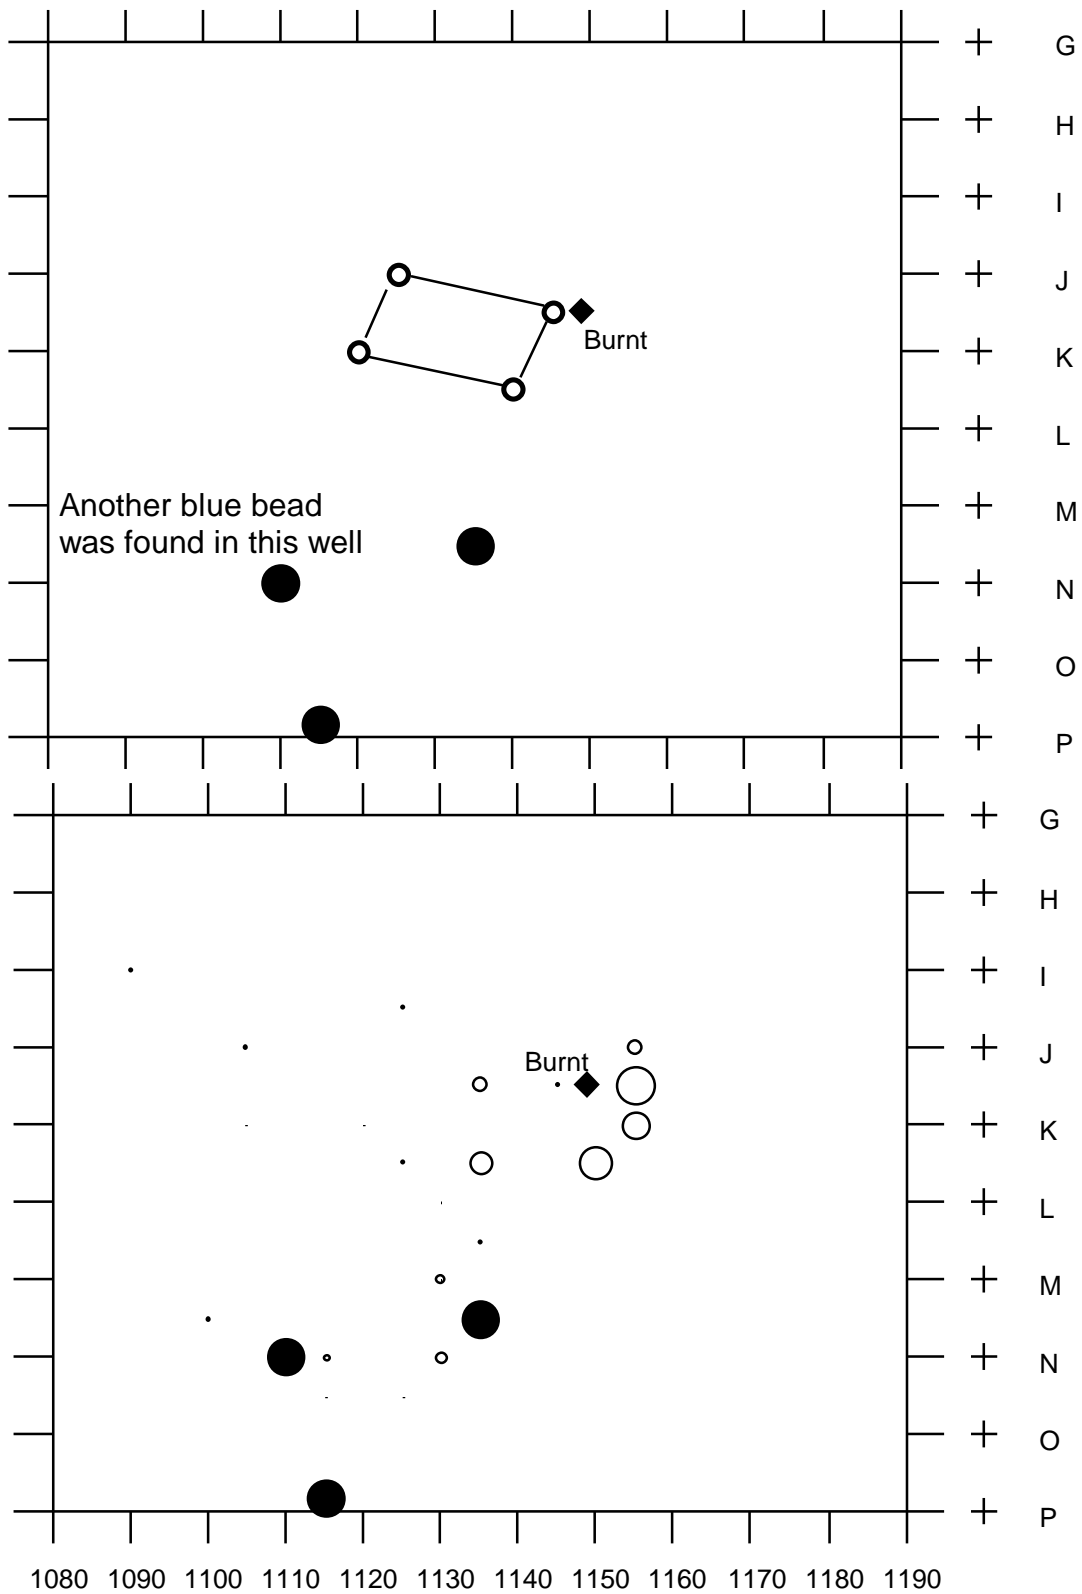 G
H
I
J
Burnt
K
L
Another blue bead
M
was found in this well
N
O
P
G
H
I
J
Burnt
K
L
M
N
O
P
1080 1090 1100 1110 1120 1130 1140 1150 1160 1170 1180 1190